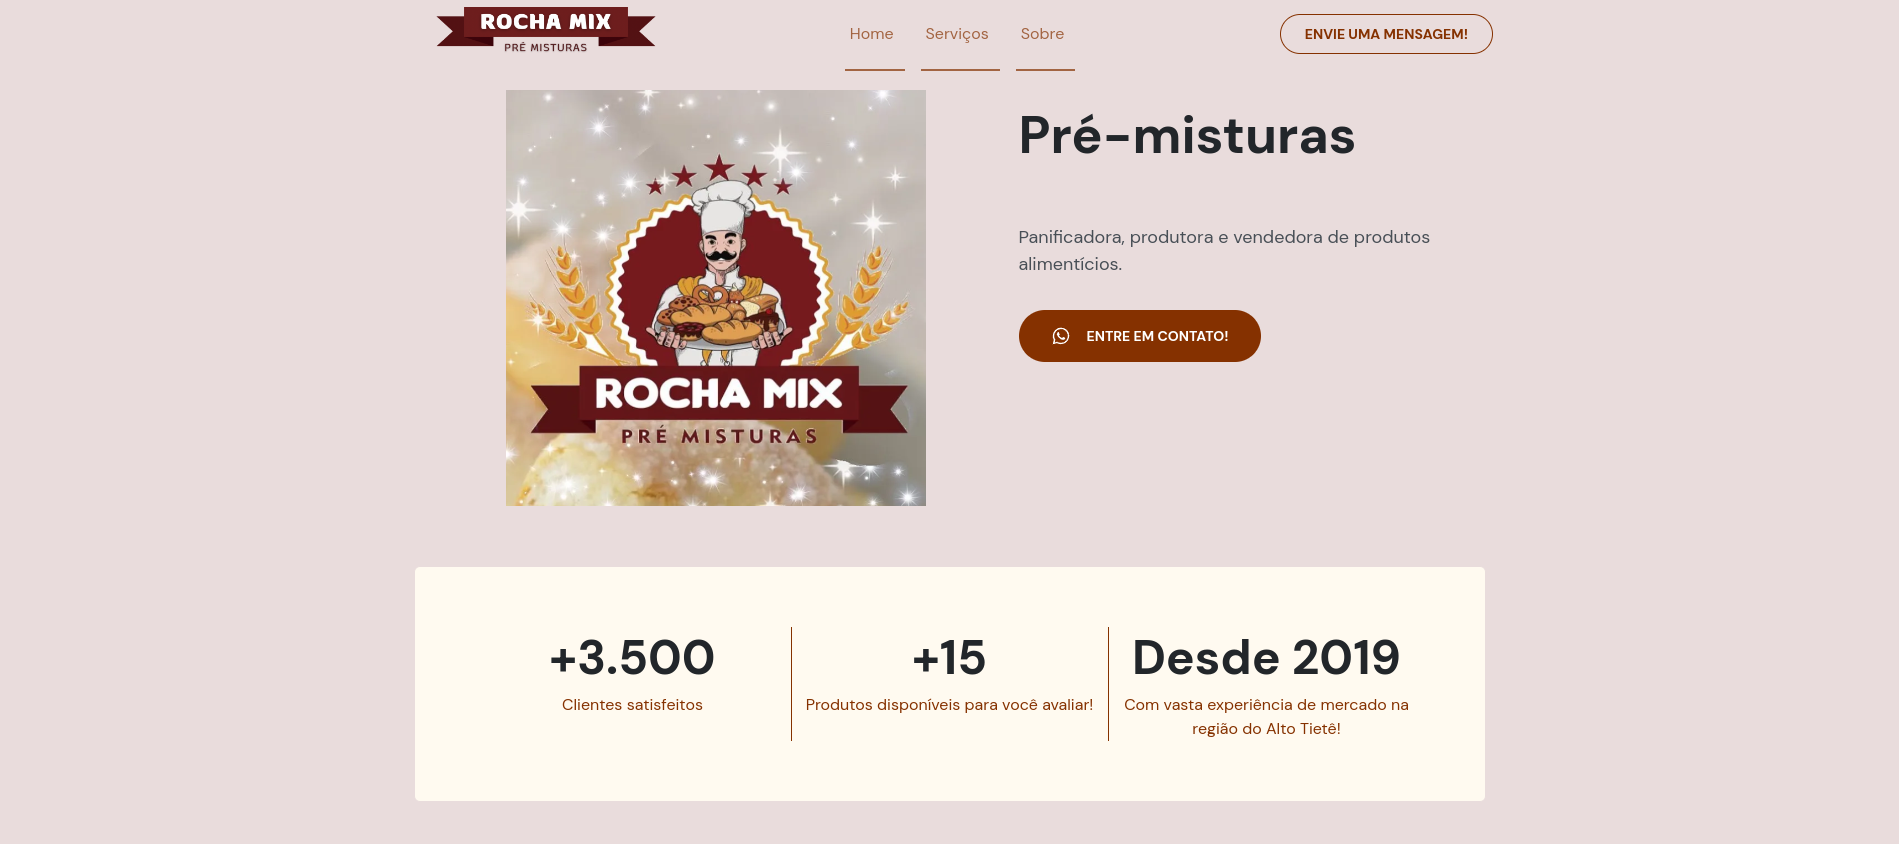 ROCHA MIX
PRÉ MISTURAS
Home
Serviços
Sobre
ENVIE UMA MENSAGEM!
ROCHA MIX
PRÉ MISTURAS
Pré-misturas
Panificadora, produtora e vendedora de produtos
alimentícios.
ENTRE EM CONTATO!
+3.500
Clientes satisfeitos
+15
Produtos disponíveis para você avaliar!
Desde 2019
Com vasta experiência de mercado na
região do Alto Tietê!